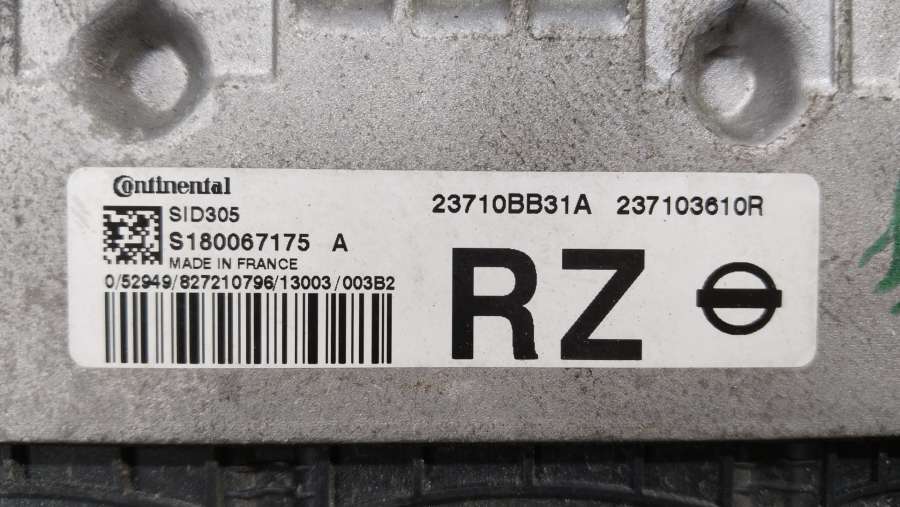 Continental
SID305
S180067175 A
MADE IN FRANCE
0/52949/827210796/13003/003B2
23710BB31A 237103610R
RZ